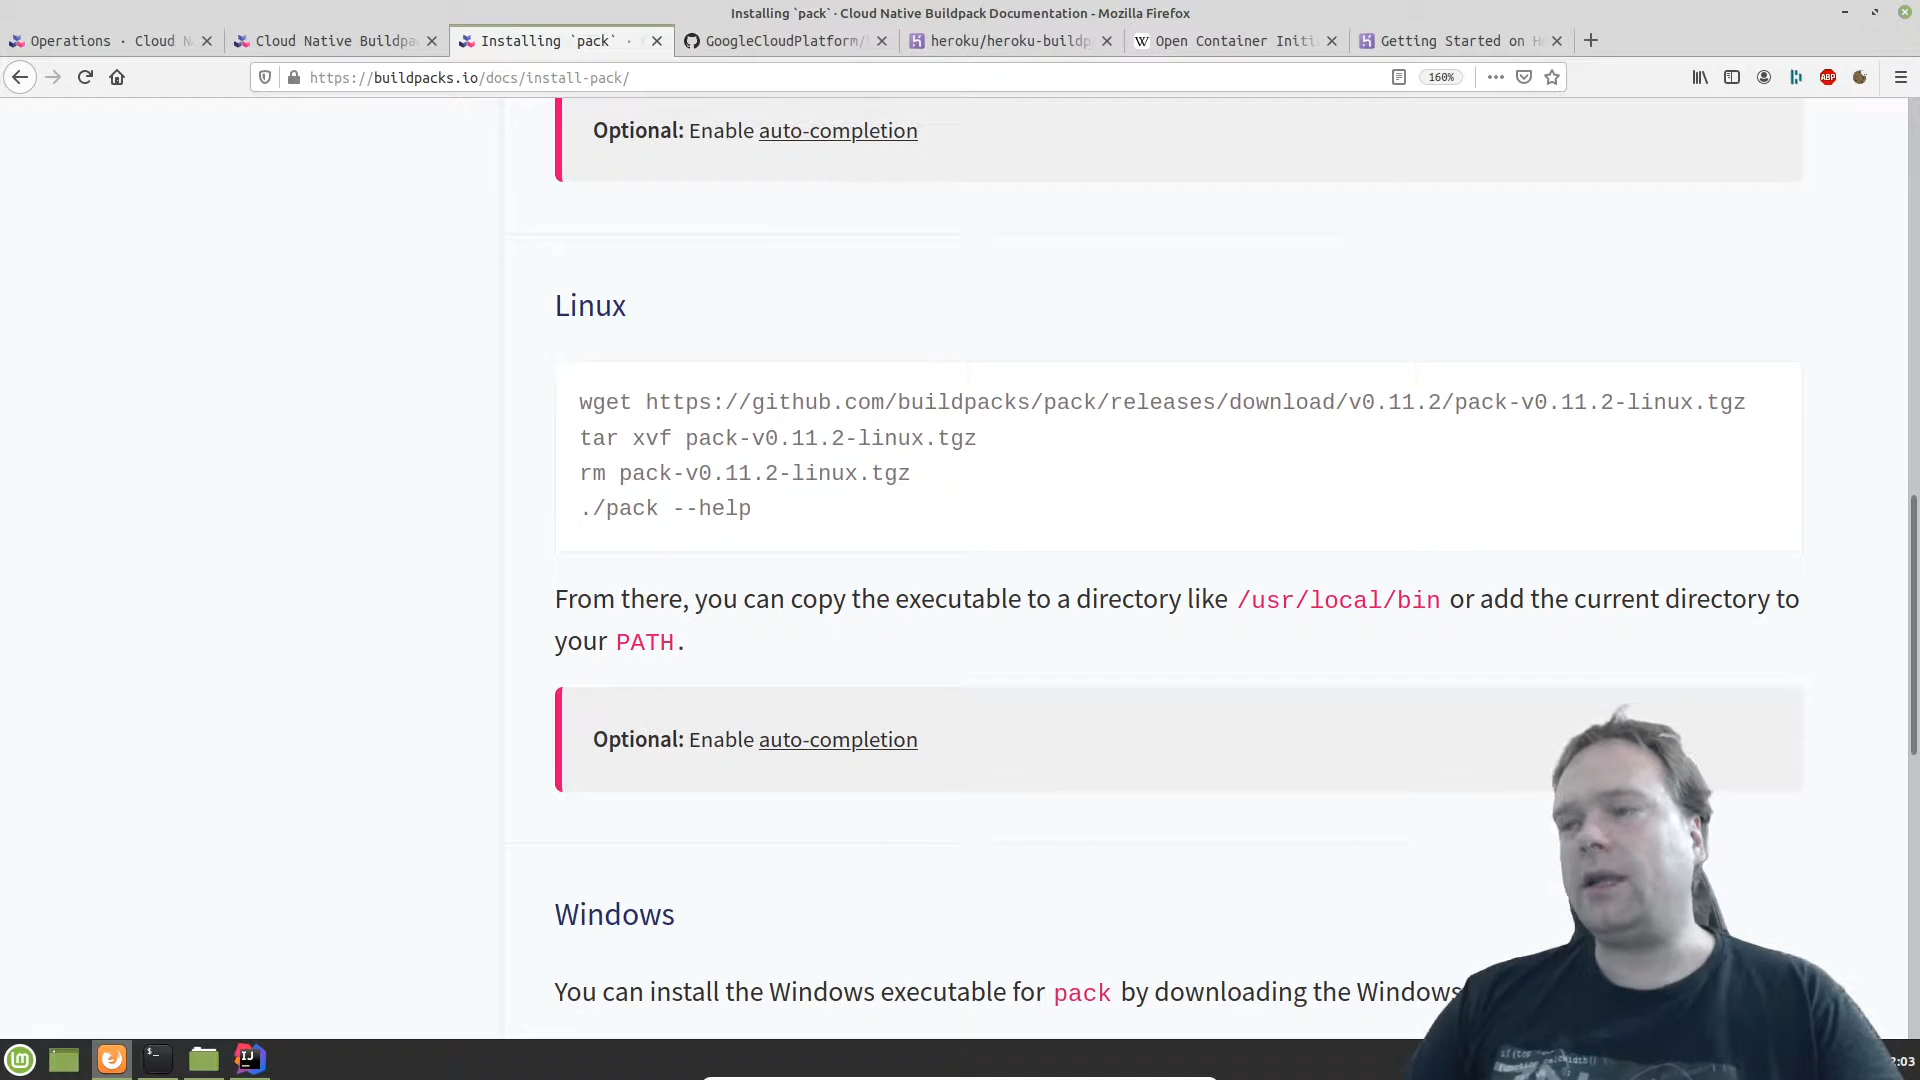 Installing `pack` · Cloud Native Buildpack Documentation - Mozilla Firefox
Operations · Cloud N
Cloud Native Buildpa
Installing `pack` ·
GoogleCloudPlatform/
heroku/heroku-buildp
Open Container Initi
Getting Started on H
https://buildpacks.io/docs/install-pack/
160%
ABP
Optional: Enable auto-completion
Linux
wget https://github.com/buildpacks/pack/releases/download/v0.11.2/pack-v0.11.2-linux.tgz
tar xvf pack-v0.11.2-linux.tgz
rm pack-v0.11.2-linux.tgz
./pack --help
From there, you can copy the executable to a directory like /usr/local/bin or add the current directory to
your PATH.
Optional: Enable auto-completion
Windows
You can install the Windows executable for pack by downloading the Windows
IJ
2:03